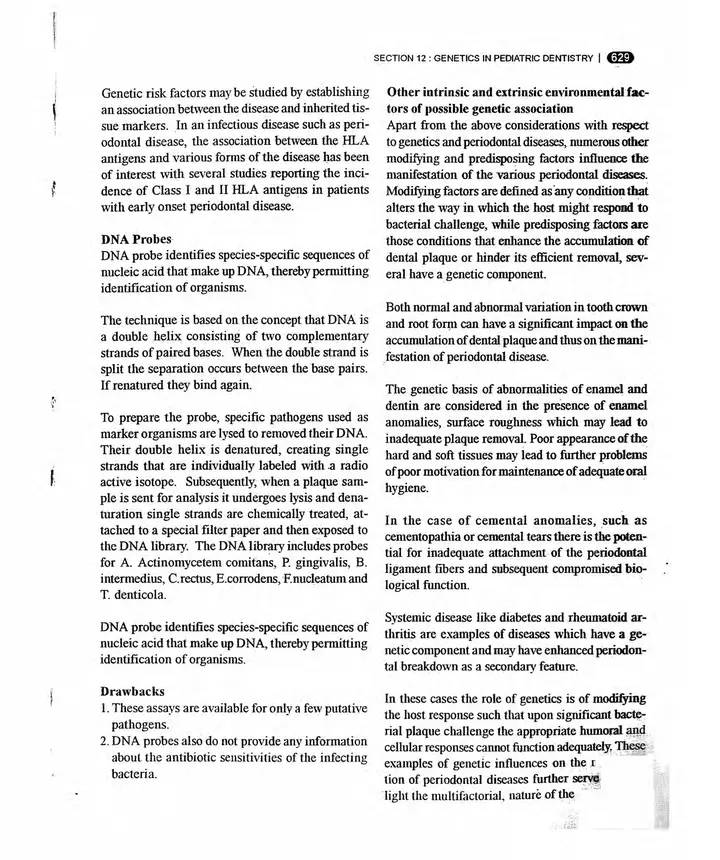 SECTION 12 : GENETICS IN PEDIATRIC DENTISTRY | 629
Genetic risk factors may be studied by establishing
an association between the disease and inherited tis-
sue markers. In an infectious disease such as peri-
odontal disease, the association between the HLA
antigens and various forms of the disease has been
of interest with several studies reporting the inci-
dence of Class I and II HLA antigens in patients
with early onset periodontal disease.
DNA Probes
DNA probe identifies species-specific sequences of
nucleic acid that make up DNA, thereby permitting
identification of organisms.
The technique is based on the concept that DNA is
a double helix consisting of two complementary
strands of paired bases. When the double strand is
split the separation occurs between the base pairs.
If renatured they bind again.
To prepare the probe, specific pathogens used as
marker organisms are lysed to removed their DNA.
Their double helix is denatured, creating single
strands that are individually labeled with a radio
active isotope. Subsequently, when a plaque sam-
ple is sent for analysis it undergoes lysis and dena-
turation single strands are chemically treated, at-
tached to a special filter paper and then exposed to
the DNA library. The DNA library includes probes
for A. Actinomycetem comitans, P. gingivalis, B.
intermedius, C.rectus, E.corrodens, F.nucleatum and
T. denticola.
DNA probe identifies species-specific sequences of
nucleic acid that make up DNA, thereby permitting
identification of organisms.
Drawbacks
1. These assays are available for only a few putative
pathogens.
2. DNA probes also do not provide any information
about the antibiotic sensitivities of the infecting
bacteria.
Other intrinsic and extrinsic environmental fac-
tors of possible genetic association
Apart from the above considerations with respect
to genetics and periodontal diseases, numerous other
modifying and predisposing factors influence the
manifestation of the various periodontal diseases.
Modifying factors are defined as any condition that
alters the way in which the host might respond to
bacterial challenge, while predisposing factors are
those conditions that enhance the accumulation of
dental plaque or hinder its efficient removal, sev-
eral have a genetic component.
Both normal and abnormal variation in tooth crown
and root form can have a significant impact on the
accumulation of dental plaque and thus on the mani-
festation of periodontal disease.
The genetic basis of abnormalities of enamel and
dentin are considered in the presence of enamel
anomalies, surface roughness which may lead to
inadequate plaque removal. Poor appearance of the
hard and soft tissues may lead to further problems
of poor motivation for maintenance of adequate oral
hygiene.
In the case of cemental anomalies, such as
cementopathia or cemental tears there is the poten-
tial for inadequate attachment of the periodontal
ligament fibers and subsequent compromised bio-
logical function.
Systemic disease like diabetes and rheumatoid ar-
thritis are examples of diseases which have a ge-
netic component and may have enhanced periodon-
tal breakdown as a secondary feature.
In these cases the role of genetics is of modifying
the host response such that upon significant bacte-
rial plaque challenge the appropriate humoral and
cellular responses cannot function adequately. These
examples of genetic influences on the r
tion of periodontal diseases further serve
light the multifactorial, nature of the